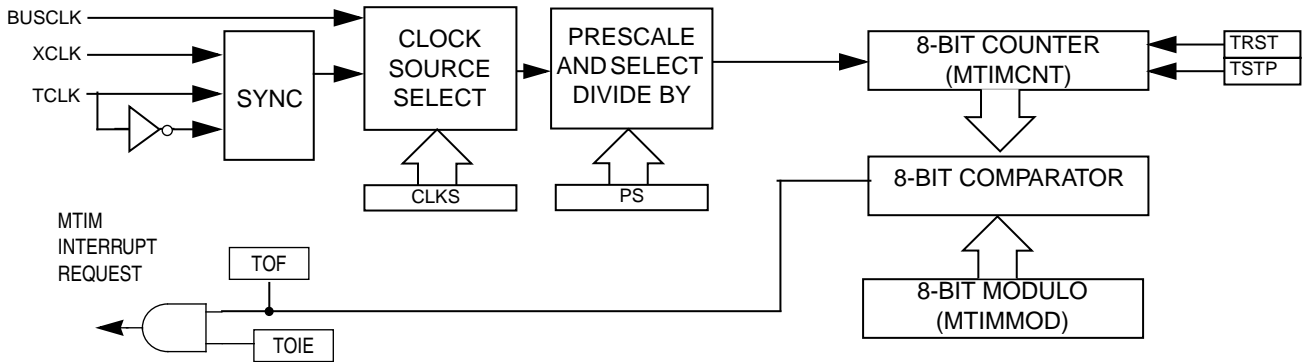 BUSCLK
XCLK
TCLK
SYNC
CLOCK
SOURCE
SELECT
CLKS
PRESCALE
AND SELECT
DIVIDE BY
PS
8-BIT COUNTER
(MTIMCNT)
TRST
TSTP
8-BIT COMPARATOR
8-BIT MODULO
(MTIMMOD)
MTIM
INTERRUPT
REQUEST
TOF
TOIE